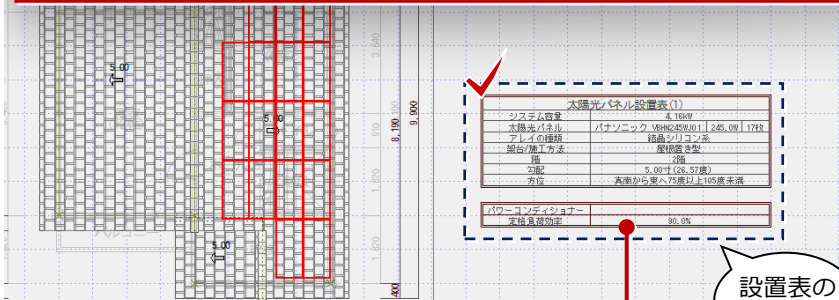 5.00
5.00
5.00
3,640
910
1,820
1,820
8,190
9,900
400
バルコニー
太陽光パネル設置表(1)
システム容量 4.16kW
太陽光パネル パナソニック VBHN245WJ01 245.0W 17枚
アレイの種類 結晶シリコン系
架台/施工方法 屋根置き型
階 2階
勾配 5.00寸(26.57度)
方位 真南から東へ75度以上105度未満
パワーコンディショナー
定格負荷効率 90.0%
設置表の